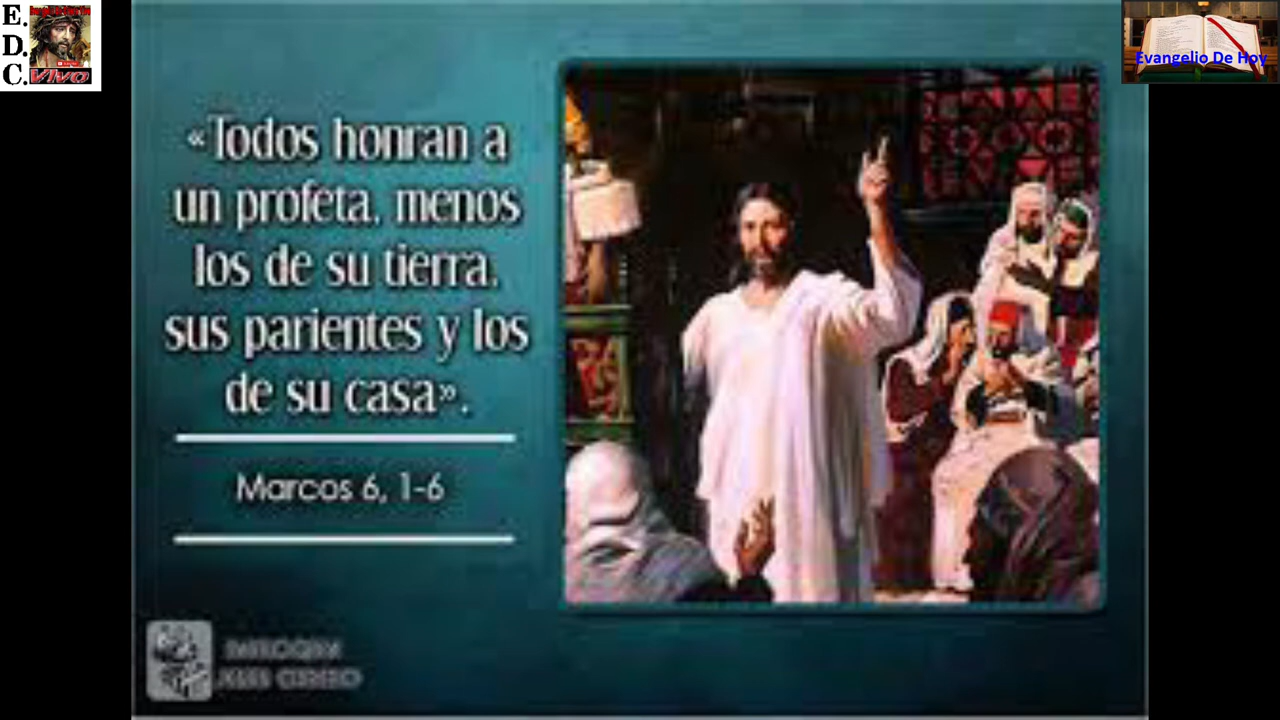 E.
D.
C.
Vivo
Evangelio De Hoy
«Todos honran a
un profeta, menos
los de su tierra,
sus parientes y los
de su casa».
Marcos 6, 1-6